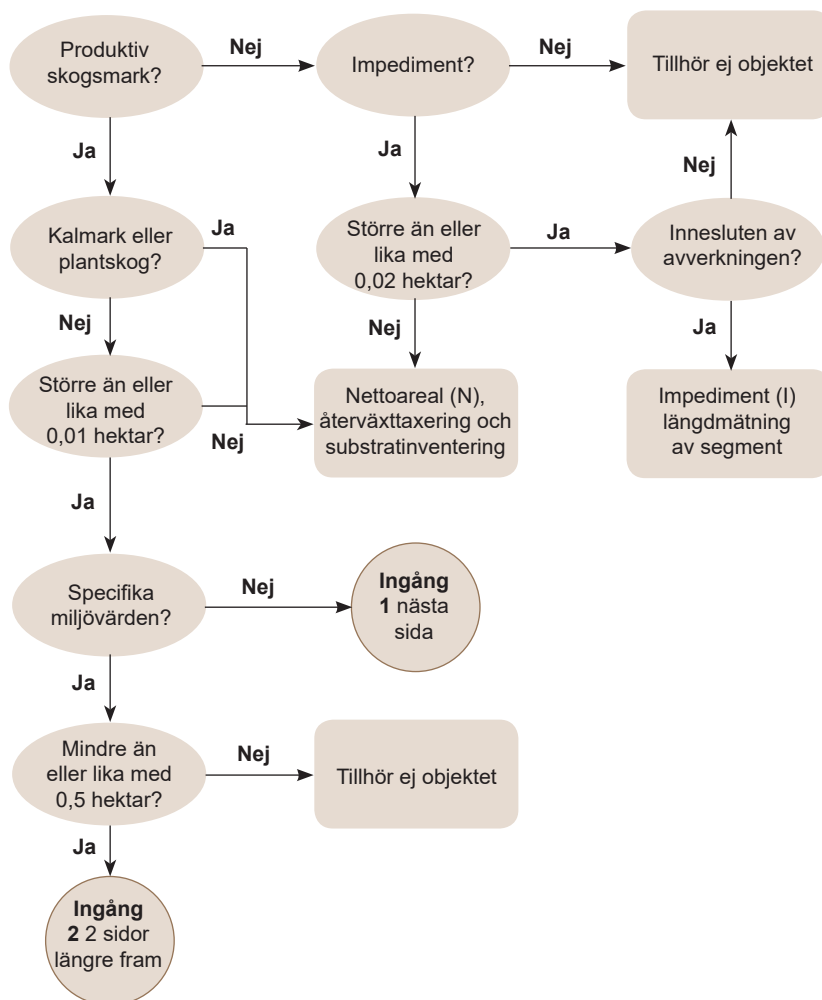 Produktiv
skogsmark?
Nej
Impediment?
Nej
Tillhör ej objektet
Ja
Ja
Nej
Kalmark eller
plantskog?
Ja
Större än eller
lika med
0,02 hektar?
Ja
Innesluten av
avverkningen?
Nej
Nej
Ja
Större än eller
lika med
0,01 hektar?
Nej
Nettoareal (N),
återväxttaxering och
substratinventering
Impediment (I)
längdmätning
av segment
Ja
Specifika
miljövärden?
Nej
Ingång
1 nästa
sida
Ja
Mindre än
eller lika med
0,5 hektar?
Nej
Tillhör ej objektet
Ja
Ingång
2 2 sidor
längre fram